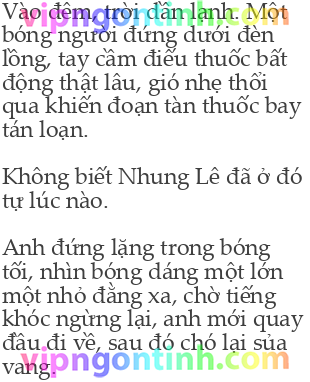 Vào đêm, trời dần lạnh. Một
bóng người đứng dưới đèn
lồng, tay cầm điếu thuốc bất
động thật lâu, gió nhẹ thổi
qua khiến đoạn tàn thuốc bay
tán loạn.
Không biết Nhung Lê đã ở đó
tự lúc nào.
Anh đứng lặng trong bóng
tối, nhìn bóng dáng một lớn
một nhỏ đằng xa, chờ tiếng
khóc ngừng lại, anh mới quay
đầu đi về, sau đó chó lại sủa
vang.
vipngontinh.com
vipngontinh.com
vipngontinh.com